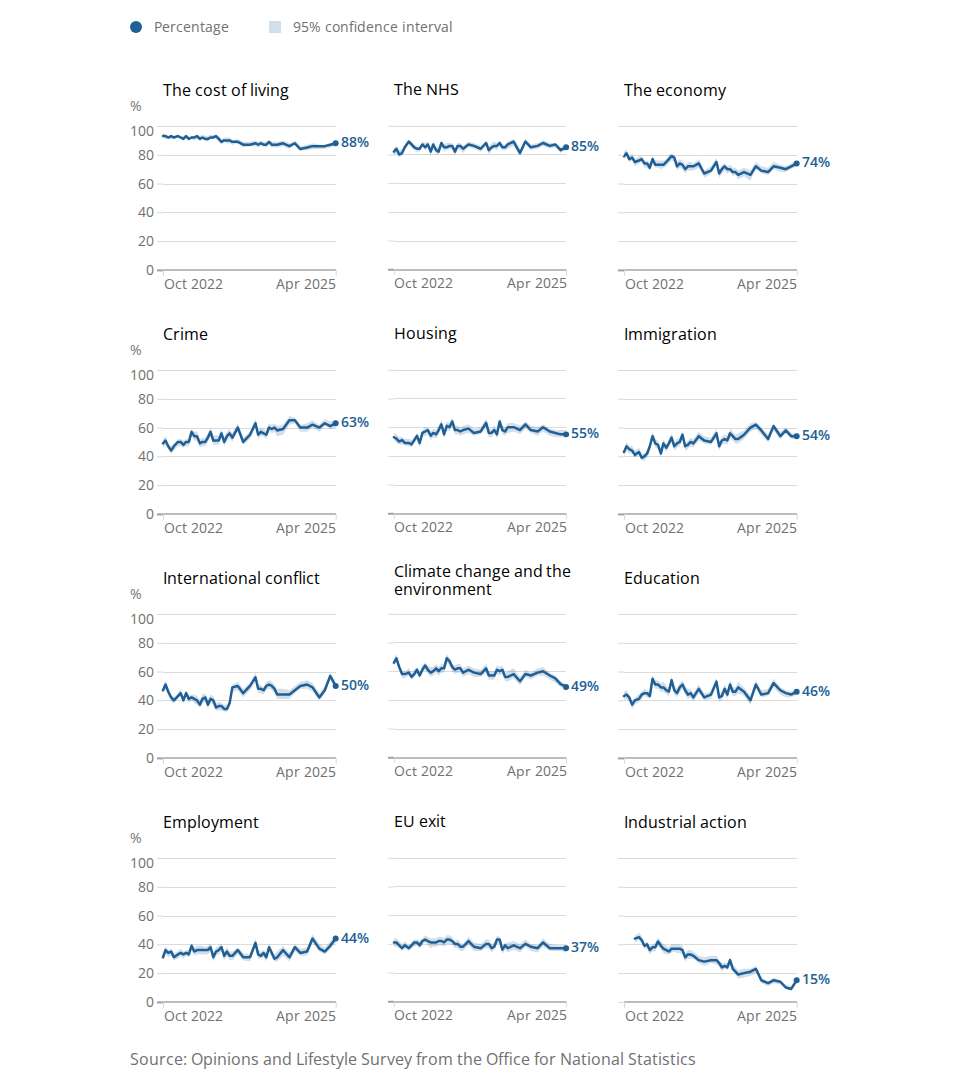 Percentage 95% confidence interval
The cost of living The NHS The economy
%
100
80
60
40
20
0
88% 85% 74%
Oct 2022 Apr 2025 Oct 2022 Apr 2025 Oct 2022 Apr 2025
Crime Housing Immigration
%
100
80
60
40
20
0
63% 55% 54%
Oct 2022 Apr 2025 Oct 2022 Apr 2025 Oct 2022 Apr 2025
International conflict Climate change and the
environment Education
%
100
80
60
40
20
0
50% 49% 46%
Oct 2022 Apr 2025 Oct 2022 Apr 2025 Oct 2022 Apr 2025
Employment EU exit Industrial action
%
100
80
60
40
20
0
44% 37% 15%
Oct 2022 Apr 2025 Oct 2022 Apr 2025 Oct 2022 Apr 2025
Source: Opinions and Lifestyle Survey from the Office for National Statistics